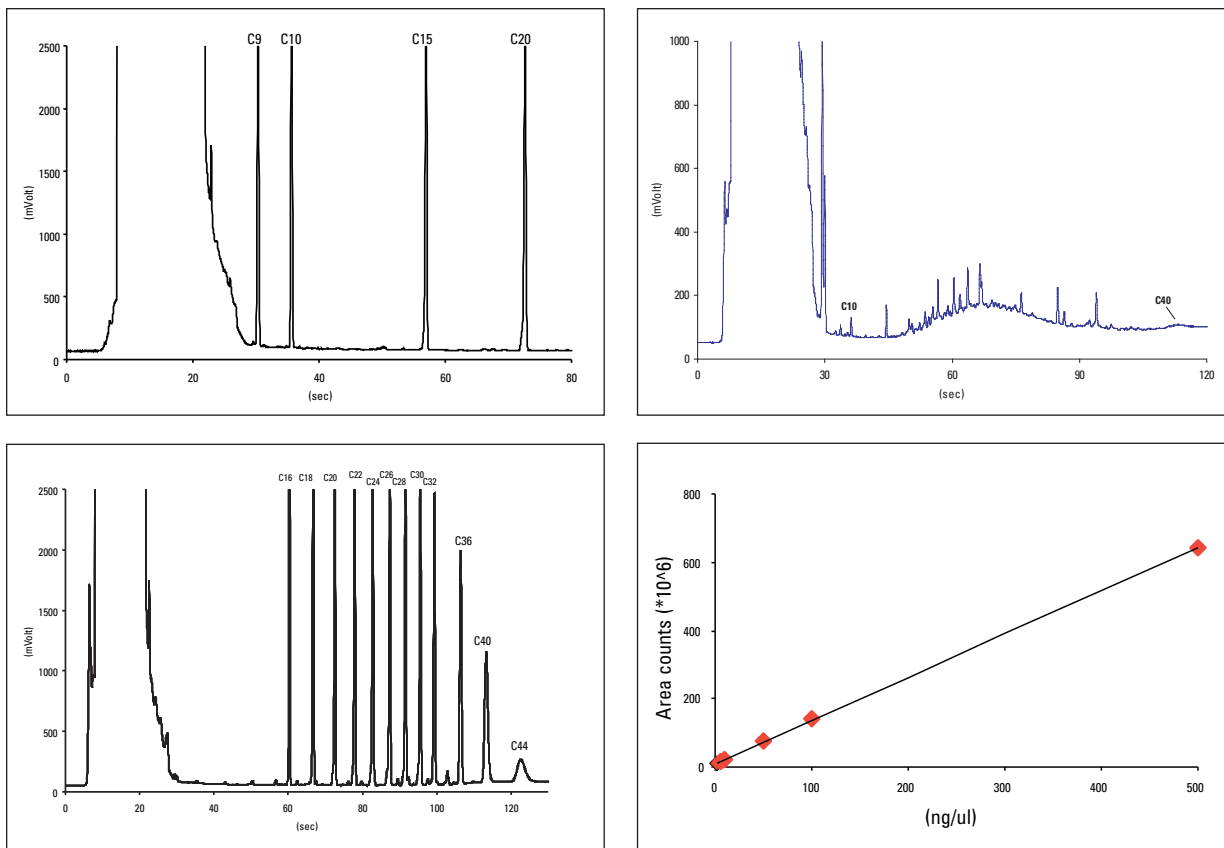 C9 C10 C15 C20
2500
2000
1500
1000
500
0
(mVolt)
0 20 40 60 80
(sec)
1000
800
600
400
200
0
(mVolt)
C10
C40
0 30 60 90 120
(sec)
C16 C18 C20 C22 C24 C26 C28 C30 C32
C36
C40
C44
2500
2000
1500
1000
500
0
(mVolt)
0 20 40 60 80 100 120
(sec)
800
600
400
200
0
Area counts (*10^6)
0 100 200 300 400 500
(ng/ul)